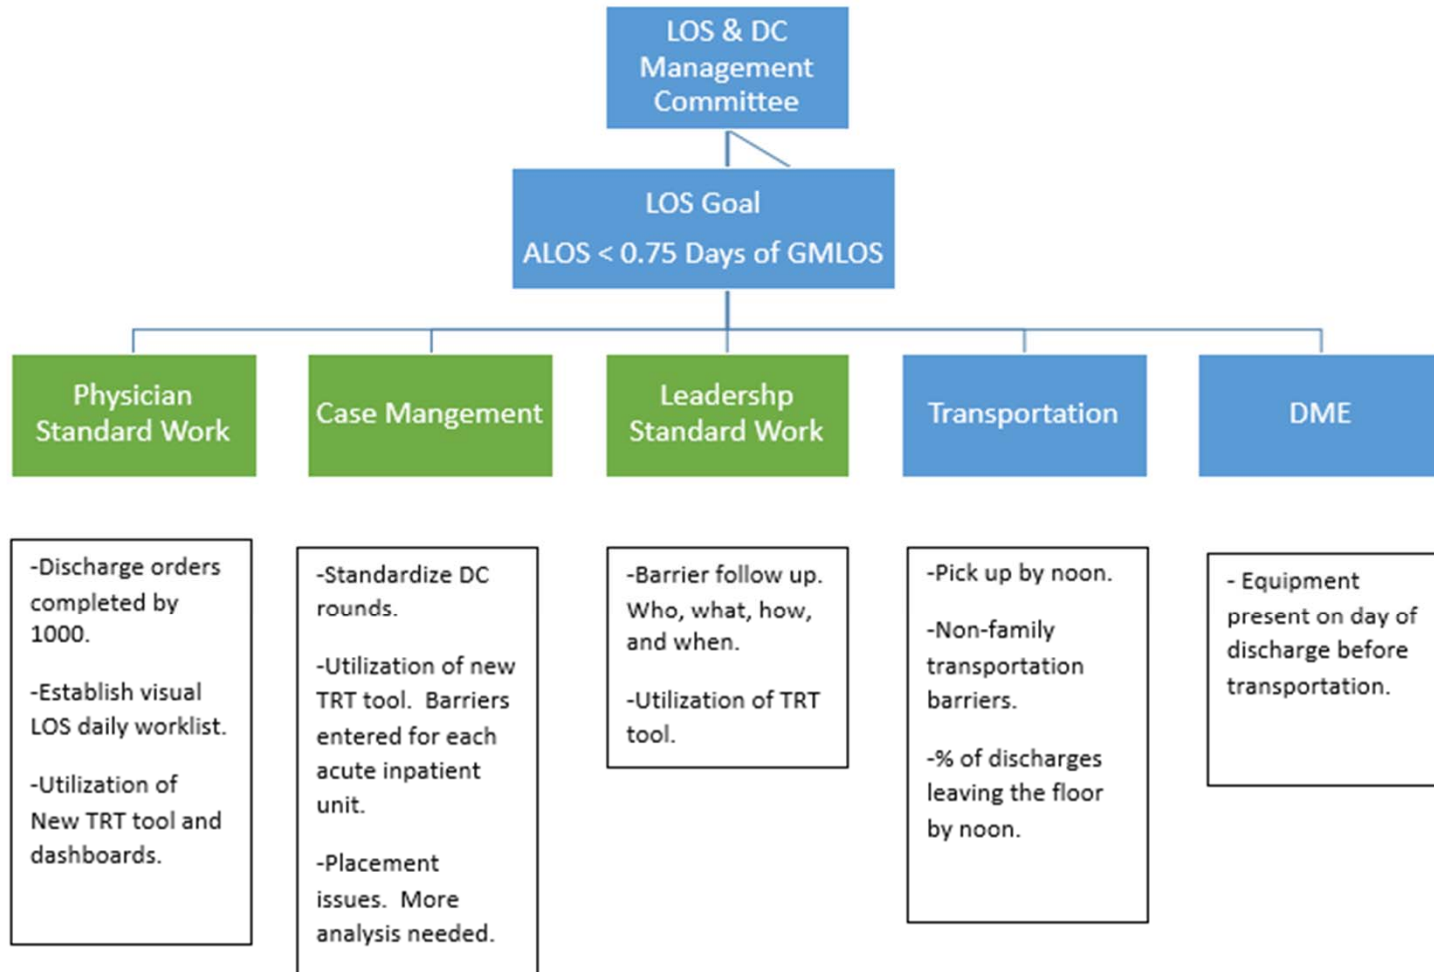 LOS & DC
Management
Committee
LOS Goal
ALOS < 0.75 Days of GMLOS
Physician
Standard Work
Case Mangement
Leadershp
Standard Work
Transportation
DME
-Discharge orders
completed by
1000.
-Establish visual
LOS daily worklist.
-Utilization of
New TRT tool and
dashboards.
-Standardize DC
rounds.
-Utilization of new
TRT tool.  Barriers
entered for each
acute inpatient
unit.
-Placement
issues.  More
analysis needed.
-Barrier follow up.
Who, what, how,
and when.
-Utilization of TRT
tool.
-Pick up by noon.
-Non-family
transportation
barriers.
-% of discharges
leaving the floor
by noon.
- Equipment
present on day of
discharge before
transportation.